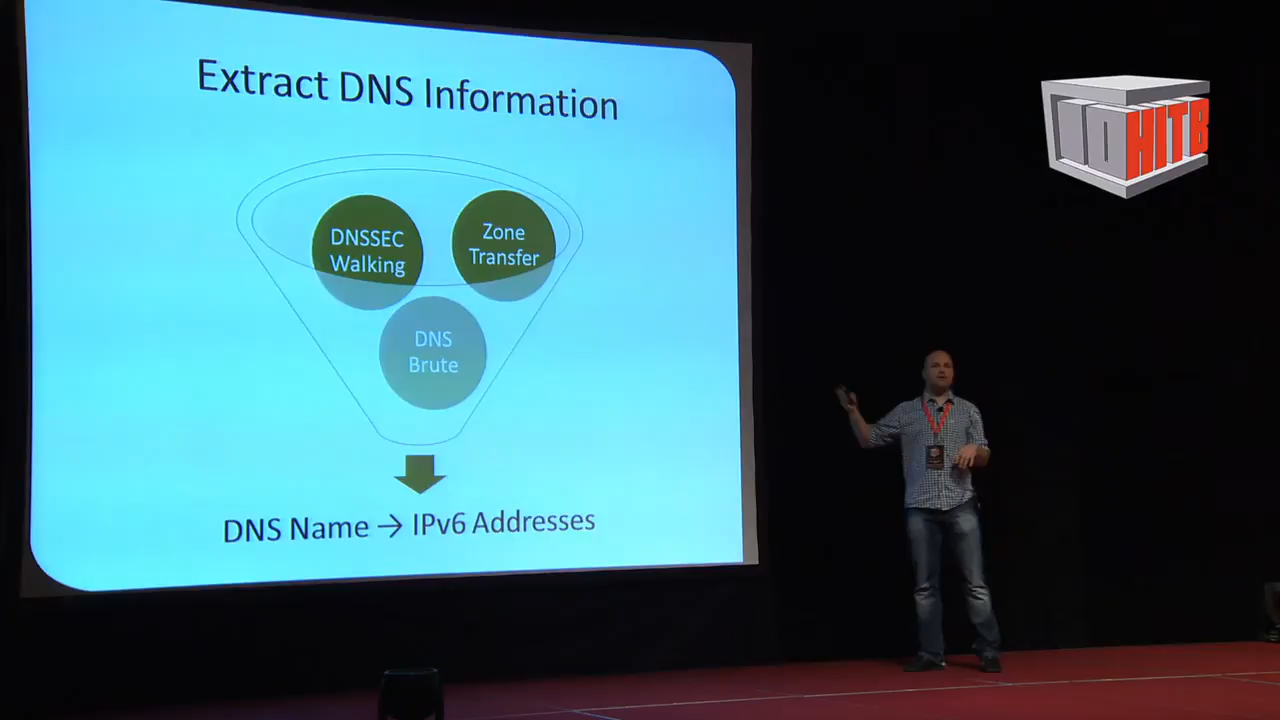 Extract DNS Information
DNSSEC
Walking
Zone
Transfer
DNS
Brute
DNS Name → IPv6 Addresses
HITB